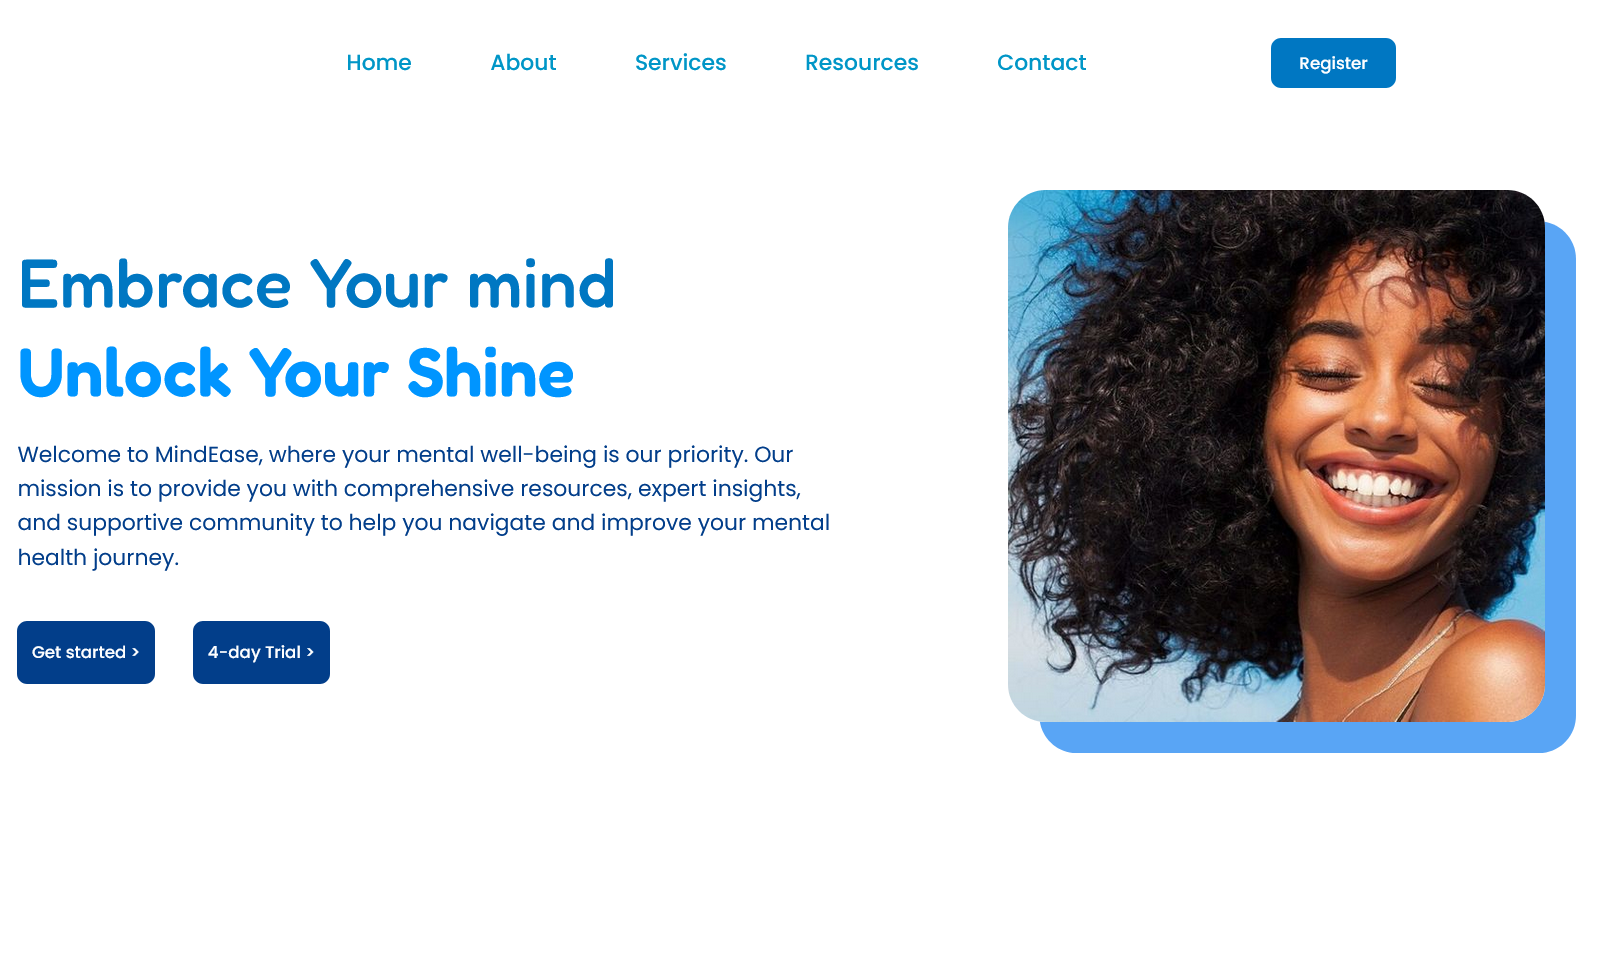 Home About Services Resources Contact Register
Embrace Your mind
Unlock Your Shine
Welcome to MindEase, where your mental well-being is our priority. Our
mission is to provide you with comprehensive resources, expert insights,
and supportive community to help you navigate and improve your mental
health journey.
Get started > 4-day Trial >